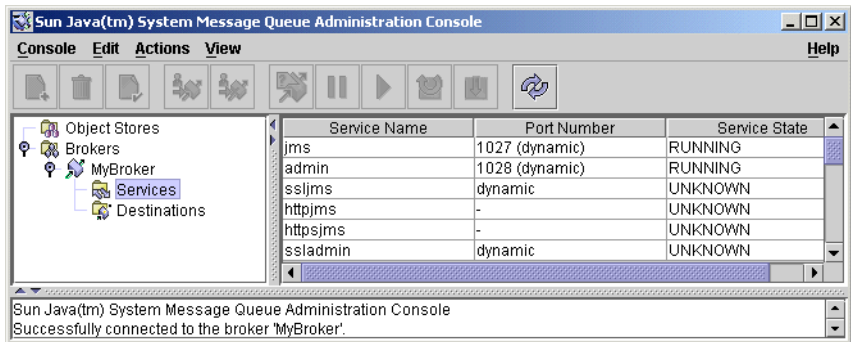 Sun Java(tm) System Message Queue Administration Console
Console Edit Actions View Help
Object Stores
Brokers
MyBroker
Services
Destinations
Service Name Port Number Service State
jms 1027 (dynamic) RUNNING
admin 1028 (dynamic) RUNNING
ssljms dynamic UNKNOWN
httpjms - UNKNOWN
httpsjms - UNKNOWN
ssladmin dynamic UNKNOWN
Sun Java(tm) System Message Queue Administration Console
Successfully connected to the broker 'MyBroker'.